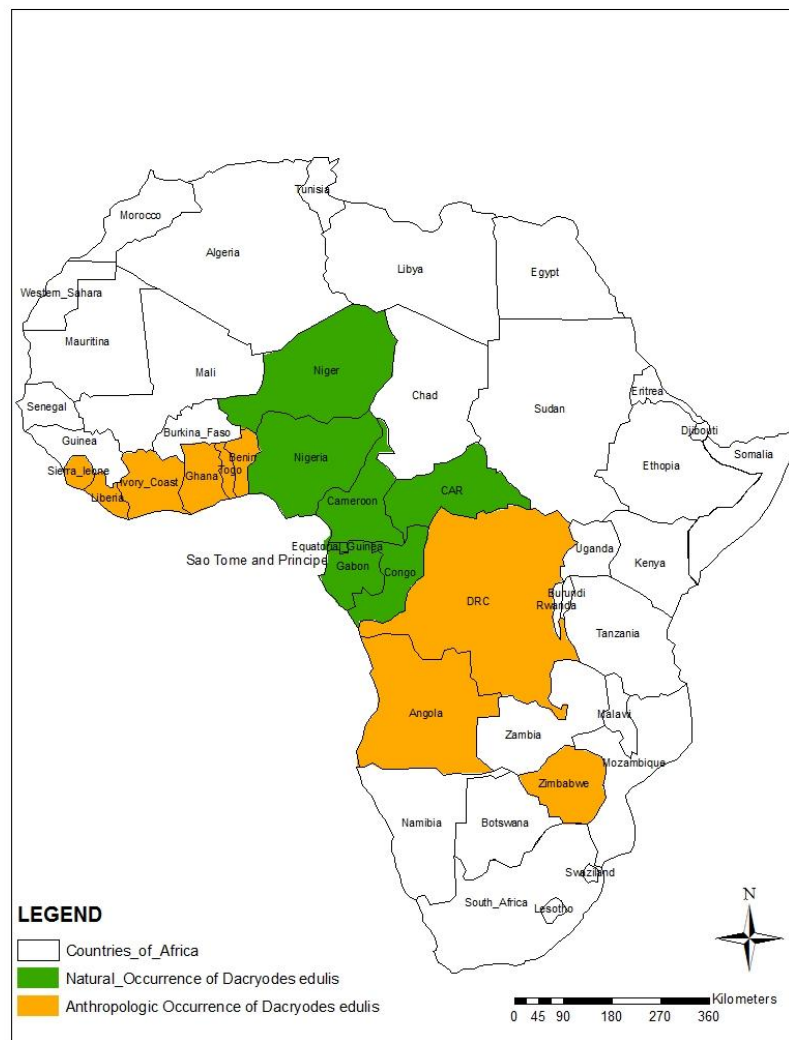 Tunisia
Morocco
Algeria
Libya
Egypt
Western_Sahara
Mauritina
Mali
Niger
Chad
Sudan
Eritrea
Senegal
Burkina_Faso
Djibouti
Guinea
Nigeria
Somalia
Sierra_leone
Ivory_Coast
Ghana
Togo
Benin
Ethiopia
Liberia
Cameroon
CAR
Equatorial_Guinea
Uganda
Sao Tome and Principe
Gabon
Congo
Kenya
Burundi
DRC
Rwanda
Tanzania
Angola
Malawi
Zambia
Mozambique
Zimbabwe
Namibia
Botswana
Swaziland
South_Africa
Lesotho
N
LEGEND
Countries_of_Africa
Natural_Occurrence of Dacryodes edulis
Anthropologic Occurrence of Dacryodes edulis
Kilometers
0 45 90 180 270 360